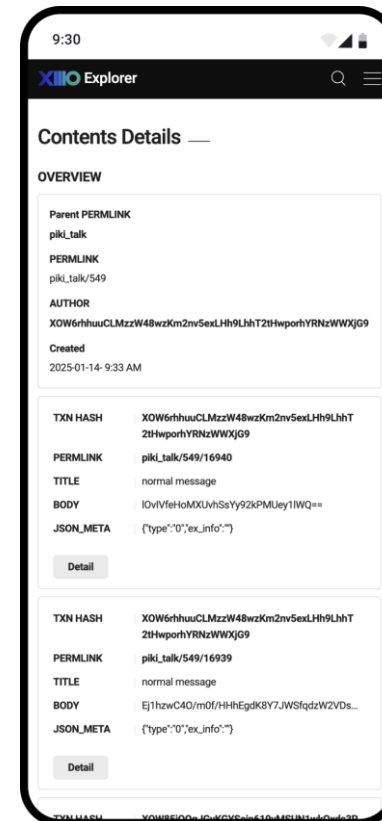 9:30
XIIIO Explorer
Contents Details
OVERVIEW
Parent PERMLINK
piki_talk
PERMLINK
piki_talk/549
AUTHOR
XOW6rhhuuCLMzzW48wzKm2nv5exLHh9LhhT2tHwporhYRNzWWXjG9
Created
2025-01-14- 9:33 AM
TXN HASH XOW6rhhuuCLMzzW48wzKm2nv5exLHh9LhhT
2tHwporhYRNzWWXjG9
PERMLINK piki_talk/549/16940
TITLE normal message
BODY lOvIVfeHoMXUvhSsYy92kPMUey1lWQ==
JSON_META {"type":"0","ex_info":""}
Detail
TXN HASH XOW6rhhuuCLMzzW48wzKm2nv5exLHh9LhhT
2tHwporhYRNzWWXjG9
PERMLINK piki_talk/549/16939
TITLE normal message
BODY Ej1hzwC4O/m0f/HHhEgdK8Y7JWSfqdzW2VDs...
JSON_META {"type":"0","ex_info":""}
Detail
TXN HASH